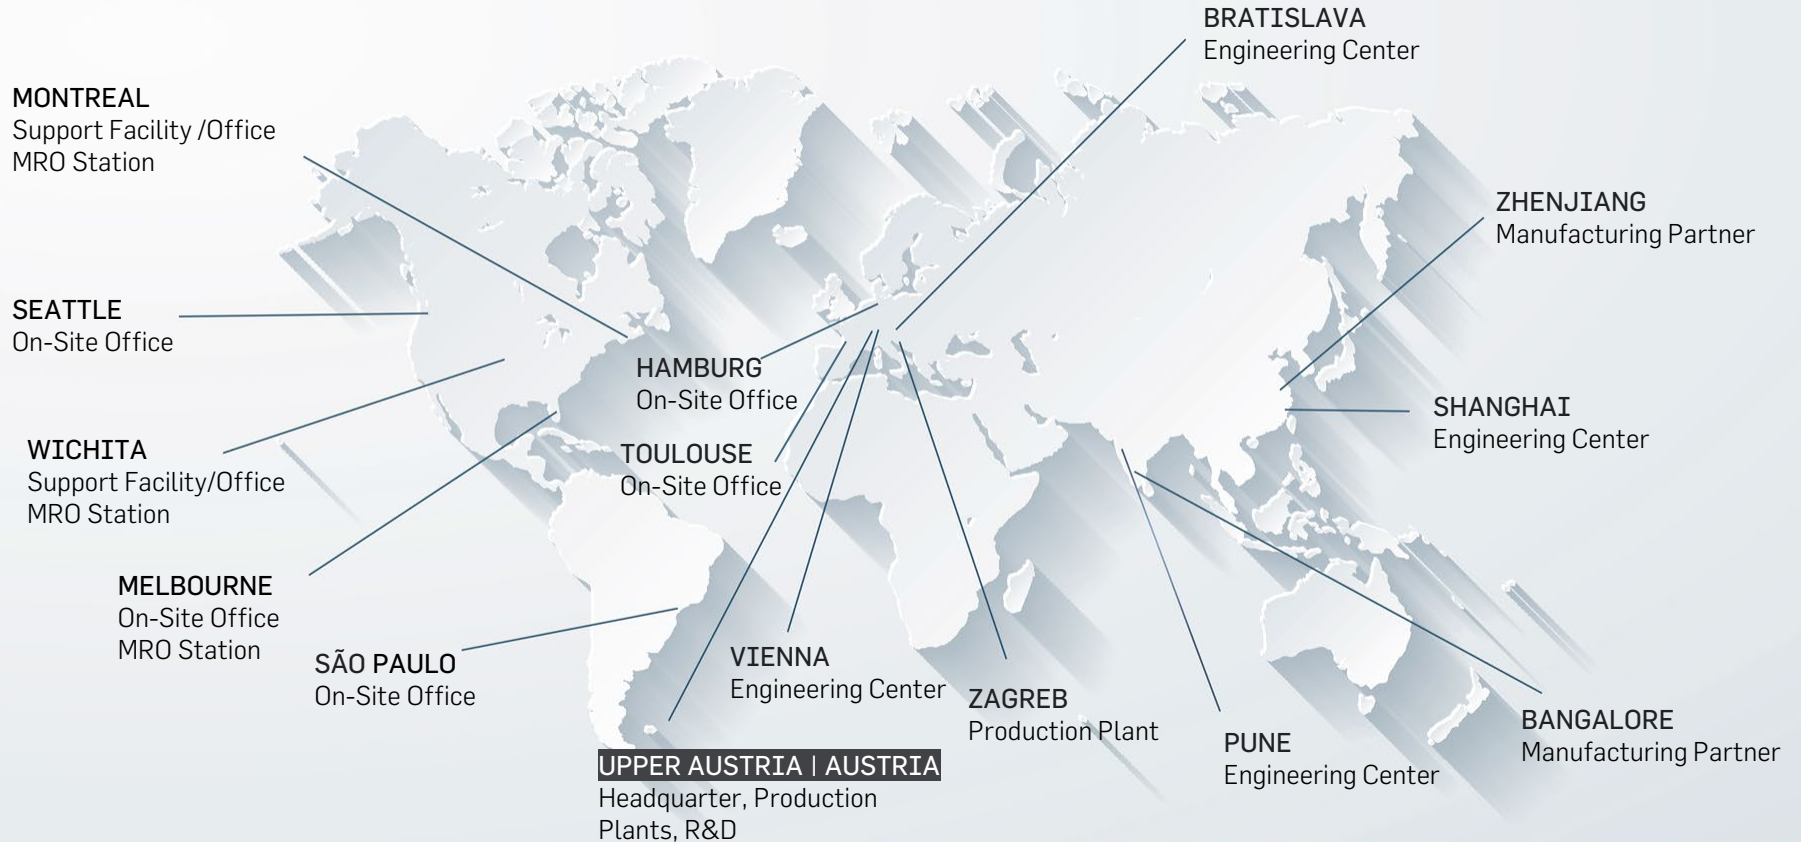 BRATISLAVA
Engineering Center
MONTREAL
Support Facility /Office
MRO Station
ZHENJIANG
Manufacturing Partner
SEATTLE
On-Site Office
HAMBURG
On-Site Office
SHANGHAI
Engineering Center
WICHITA
Support Facility/Office
MRO Station
TOULOUSE
On-Site Office
MELBOURNE
On-Site Office
MRO Station
SÃO PAULO
On-Site Office
VIENNA
Engineering Center
ZAGREB
Production Plant
PUNE
Engineering Center
BANGALORE
Manufacturing Partner
UPPER AUSTRIA | AUSTRIA
Headquarter, Production
Plants, R&D